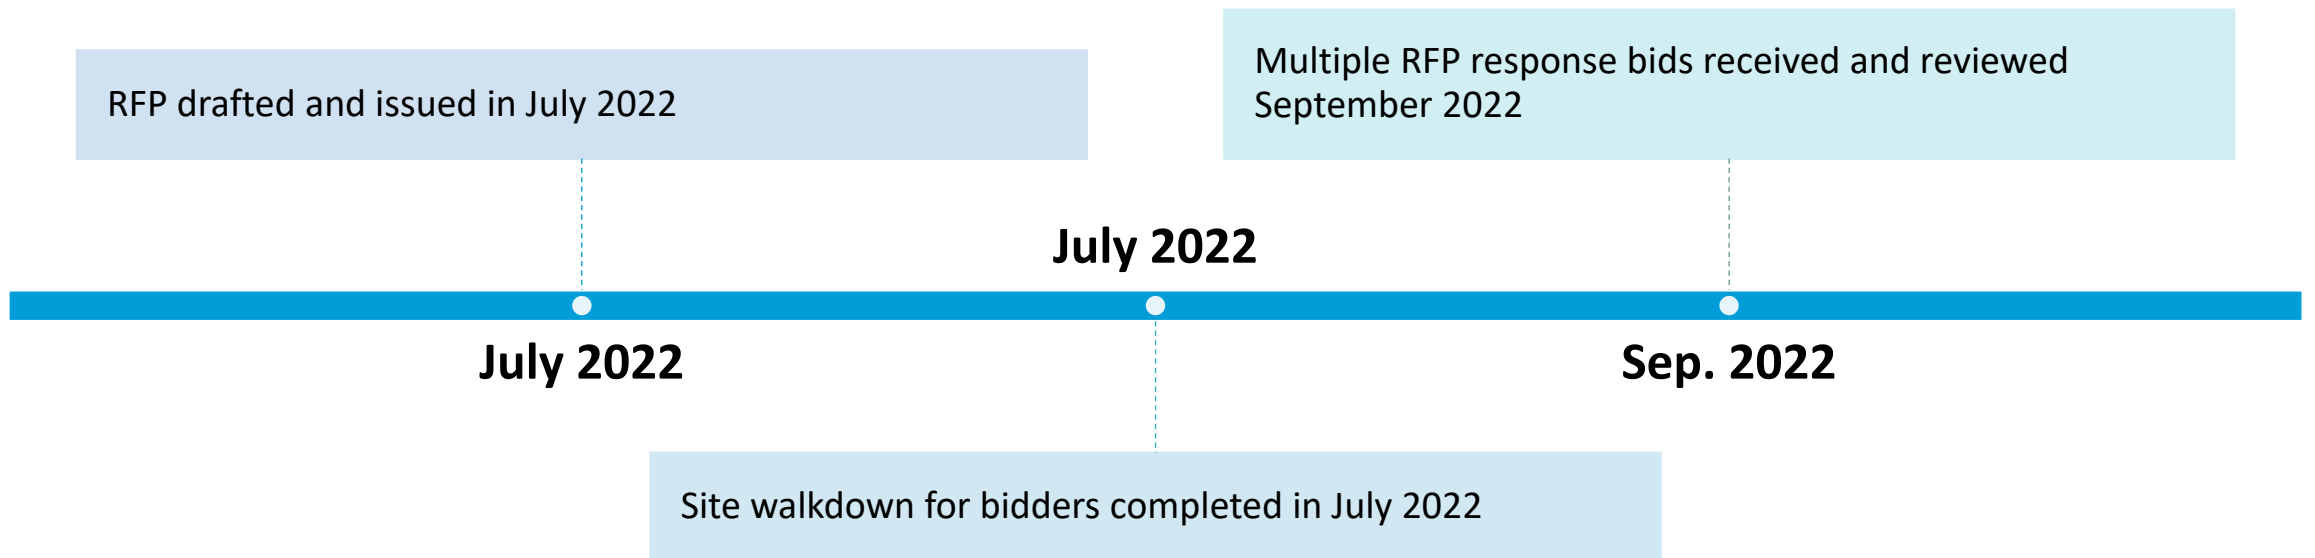 RFP drafted and issued in July 2022
Multiple RFP response bids received and reviewed
September 2022
July 2022
July 2022
Sep. 2022
Site walkdown for bidders completed in July 2022